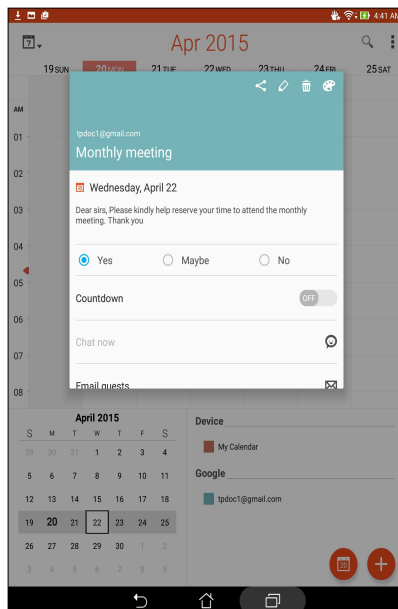 4:41 AM
7
Apr 2015
19 SUN 20 MON 21 TUE 22 WED 23 THU 24 FRI 25 SAT
AM
01
02
03
04
05
06
07
08
tpdoc1@gmail.com
Monthly meeting
Wednesday, April 22
Dear sirs, Please kindly help reserve your time to attend the monthly
meeting. Thank you
Yes Maybe No
Countdown OFF
Chat now
Email guests
April 2015
S M T W T F S
29 30 31 1 2 3 4
5 6 7 8 9 10 11
12 13 14 15 16 17 18
19 20 21 22 23 24 25
26 27 28 29 30 1 2
3 4 5 6 7 8 9
Device
My Calendar
Google
tpdoc1@gmail.com
20